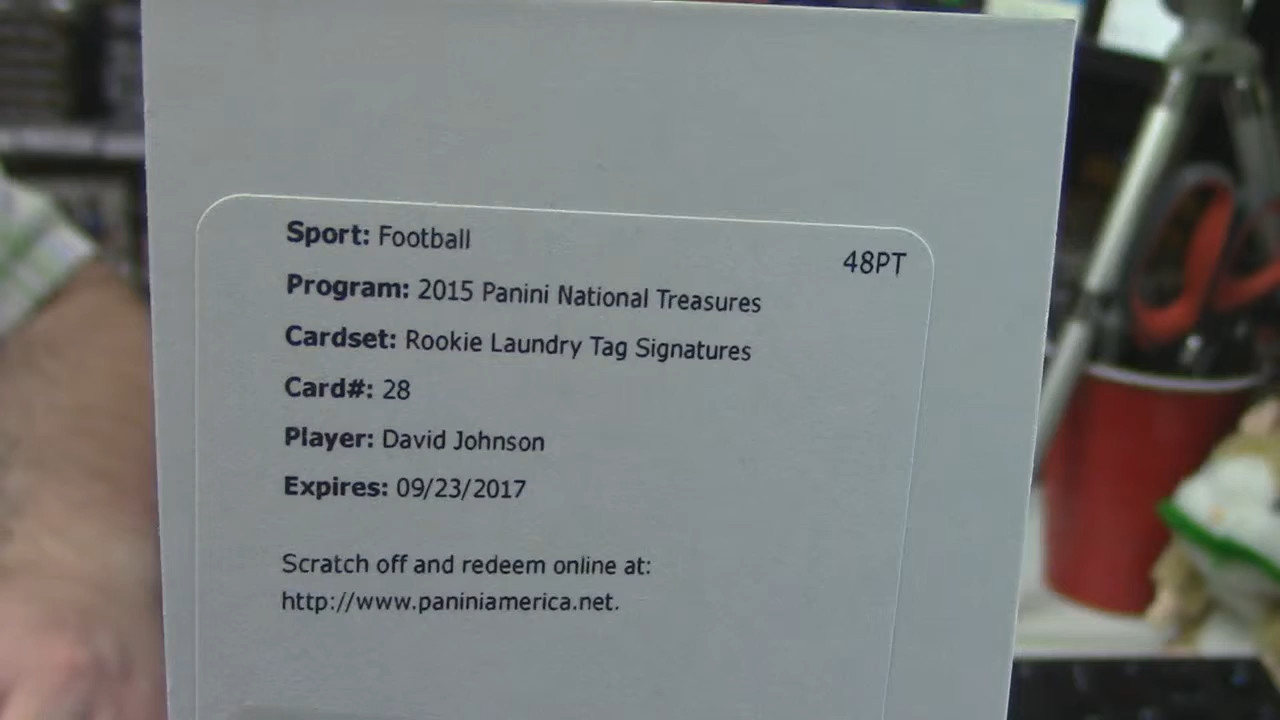 Sport: Football
48PT
Program: 2015 Panini National Treasures
Cardset: Rookie Laundry Tag Signatures
Card#: 28
Player: David Johnson
Expires: 09/23/2017
Scratch off and redeem online at:
http://www.paniniamerica.net.